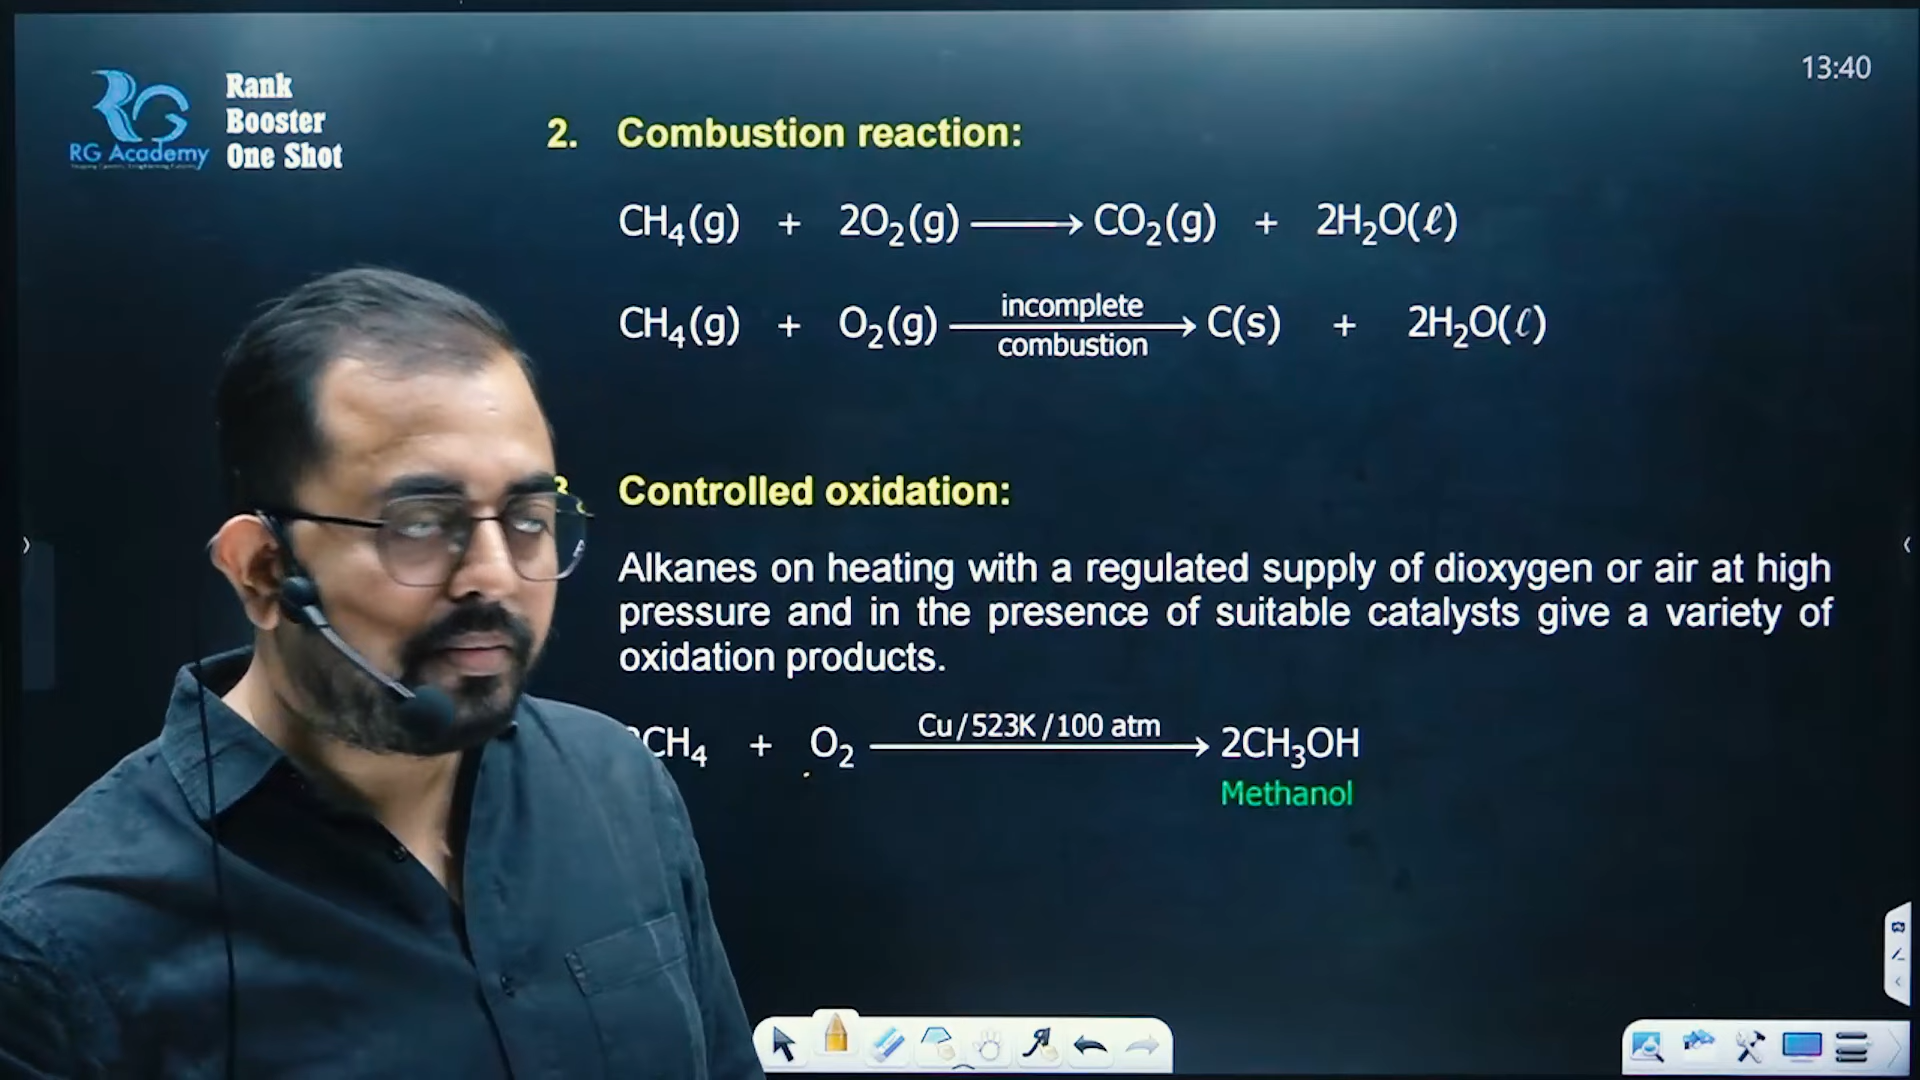 13:40
Rank
Booster
One Shot
RG Academy
2. Combustion reaction:
CH₄(g) + 2O₂(g) ⟶ CO₂(g) + 2H₂O(ℓ)
incomplete
CH₄(g) + O₂(g) ⟶ C(s) + 2H₂O(ℓ)
combustion
Controlled oxidation:
Alkanes on heating with a regulated supply of dioxygen or air at high
pressure and in the presence of suitable catalysts give a variety of
oxidation products.
Cu/523K/100 atm
CH₄ + O₂ ⟶ 2CH₃OH
Methanol